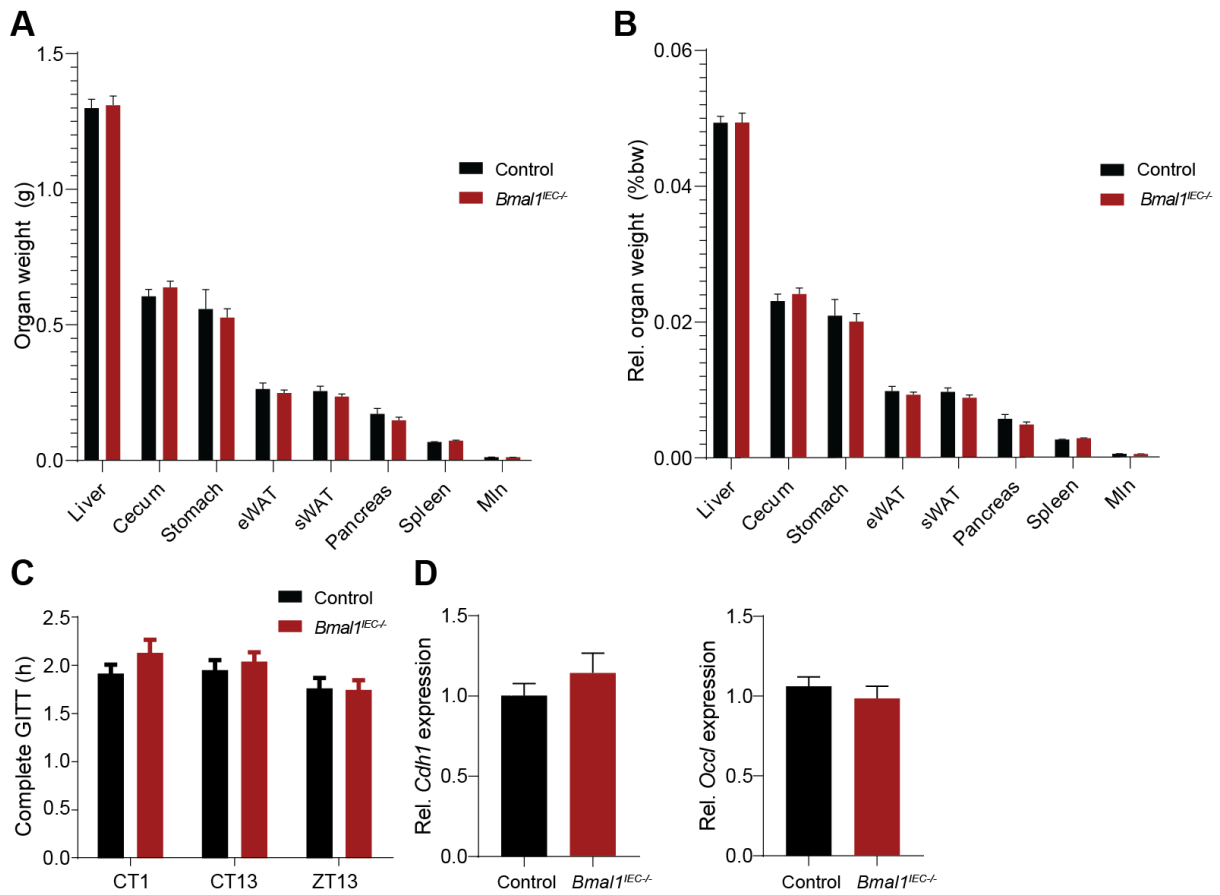 A
Organ weight (g)
1.5
1.0
0.5
0.0
Control
Bmal1IEC-/-
Liver
Cecum
Stomach
eWAT
sWAT
Pancreas
Spleen
Mln
B
Rel. organ weight (%bw)
0.06
0.04
0.02
0.00
Control
Bmal1IEC-/-
Liver
Cecum
Stomach
eWAT
sWAT
Pancreas
Spleen
Mln
C
Complete GITT (h)
2.5
2.0
1.5
1.0
0.5
0.0
Control
Bmal1IEC-/-
CT1 CT13 ZT13
D
Rel. Cdh1 expression
1.5
1.0
0.5
0.0
Control Bmal1IEC-/-
Rel. Occl expression
1.5
1.0
0.5
0.0
Control Bmal1IEC-/-